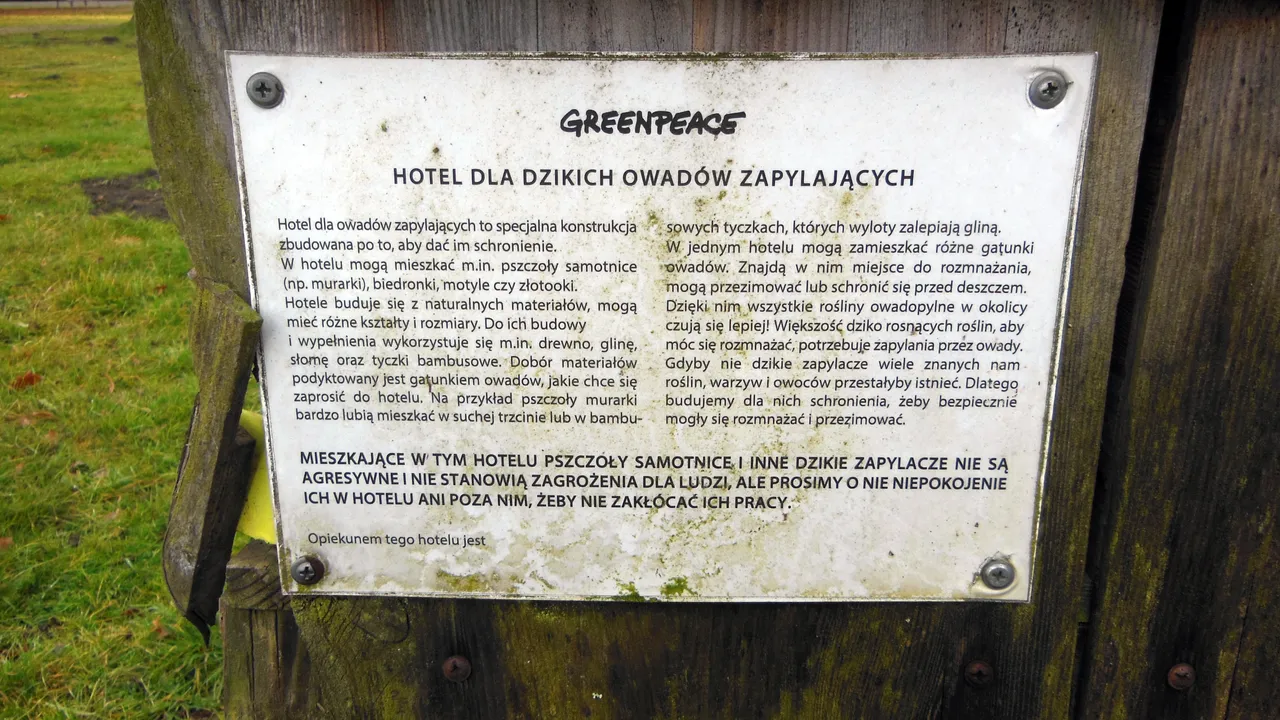 GREENPEACE
HOTEL DLA DZIKICH OWADÓW ZAPYLAJĄCYCH
Hotel dla owadów zapylających to specjalna konstrukcja
zbudowana po to, aby dać im schronienie.
W hotelu mogą mieszkać m.in. pszczoły samotnice
(np. murarki), biedronki, motyle czy złotooki.
Hotele buduje się z naturalnych materiałów, mogą
mieć różne kształty i rozmiary. Do ich budowy
i wypełnienia wykorzystuje się m.in. drewno, glinę,
słomę oraz tyczki bambusowe. Dobór materiałów
podyktowany jest gatunkiem owadów, jakie chce się
zaprosić do hotelu. Na przykład pszczoły murarki
bardzo lubią mieszkać w suchej trzcinie lub w bambu-
sowych tyczkach, których wyloty zalepiają gliną.
W jednym hotelu mogą zamieszkać różne gatunki
owadów. Znajdą w nim miejsce do rozmnażania,
mogą przezimować lub schronić się przed deszczem.
Dzięki nim wszystkie rośliny owadopylne w okolicy
czują się lepiej! Większość dziko rosnących roślin, aby
móc się rozmnażać, potrzebuje zapylania przez owady.
Gdyby nie dzikie zapylacze wiele znanych nam
roślin, warzyw i owoców przestałyby istnieć. Dlatego
budujemy dla nich schronienia, żeby bezpiecznie
mogły się rozmnażać i przezimować.
MIESZKAJĄCE W TYM HOTELU PSZCZOŁY SAMOTNICE I INNE DZIKIE ZAPYLACZE NIE SĄ
AGRESYWNE I NIE STANOWIĄ ZAGROŻENIA DLA LUDZI, ALE PROSIMY O NIE NIEPOKOJENIE
ICH W HOTELU ANI POZA NIM, ŻEBY NIE ZAKŁÓCAĆ ICH PRACY.
Opiekunem tego hotelu jest